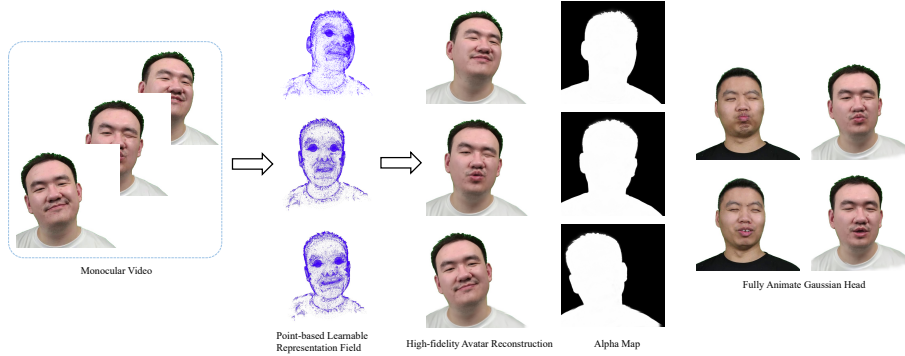 Monocular Video
Point-based Learnable
Representation Field
High-fidelity Avatar Reconstruction
Alpha Map
Fully Animate Gaussian Head